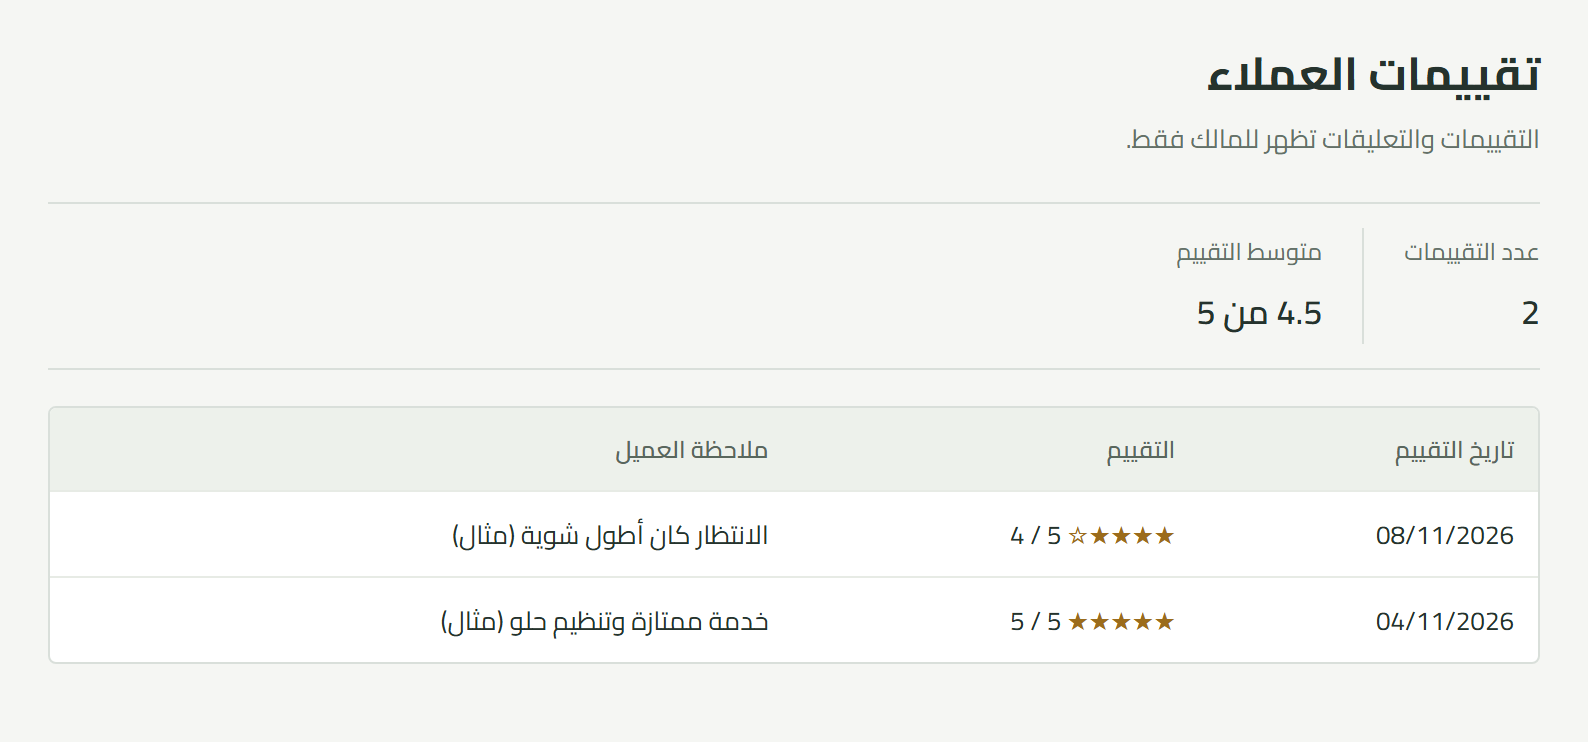 تقييمات العملاء
التقييمات والتعليقات تظهر للمالك فقط.
عدد التقييمات
2
متوسط التقييم
4.5 من 5
تاريخ التقييم التقييم ملاحظة العميل
08/11/2026 ★★★★☆ 4 / 5 الانتظار كان أطول شوية (مثال)
04/11/2026 ★★★★★ 5 / 5 خدمة ممتازة وتنظيم حلو (مثال)